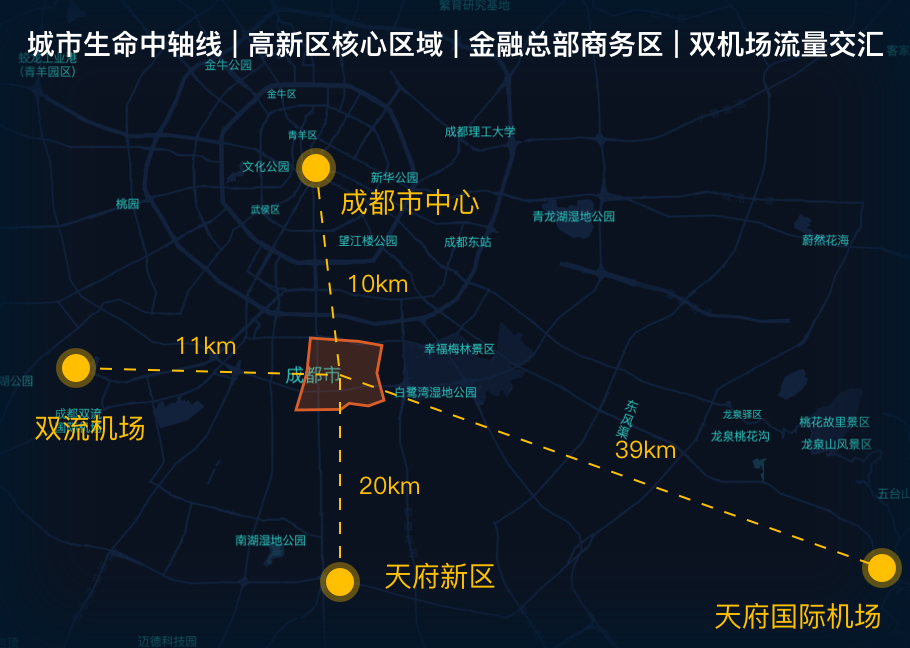 繁育研究基地
城市生命中轴线 | 高新区核心区域 | 金融总部商务区 | 双机场流量交汇
蛟龙工业港
(青羊园区)
金牛公园
金牛区
青羊区
成都理工大学
文化公园
新华公园
成都市中心
桃园
武侯区
青龙湖湿地公园
望江楼公园
成都东站
蔚然花海
10km
11km
幸福梅林景区
成都市
湖公园
白鹭湾湿地公园
东风渠
成都双流
双流机场
龙泉驿区
桃花故里景区
龙泉桃花沟
龙泉山风景区
39km
20km
五台山
南湖湿地公园
天府新区
天府国际机场
迈德科技园